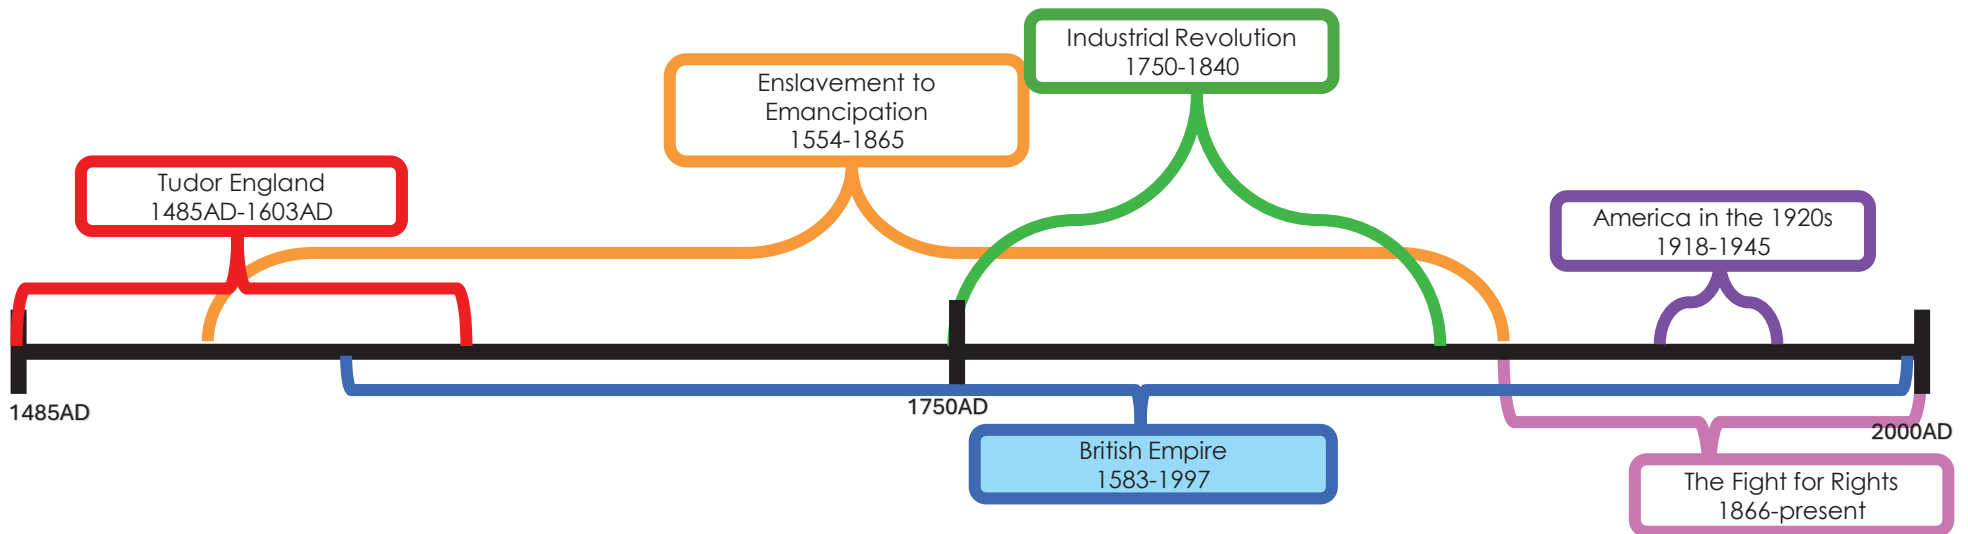 Industrial Revolution
1750-1840
Enslavement to
Emancipation
1554-1865
Tudor England
1485AD-1603AD
America in the 1920s
1918-1945
1485AD
1750AD
2000AD
British Empire
1583-1997
The Fight for Rights
1866-present